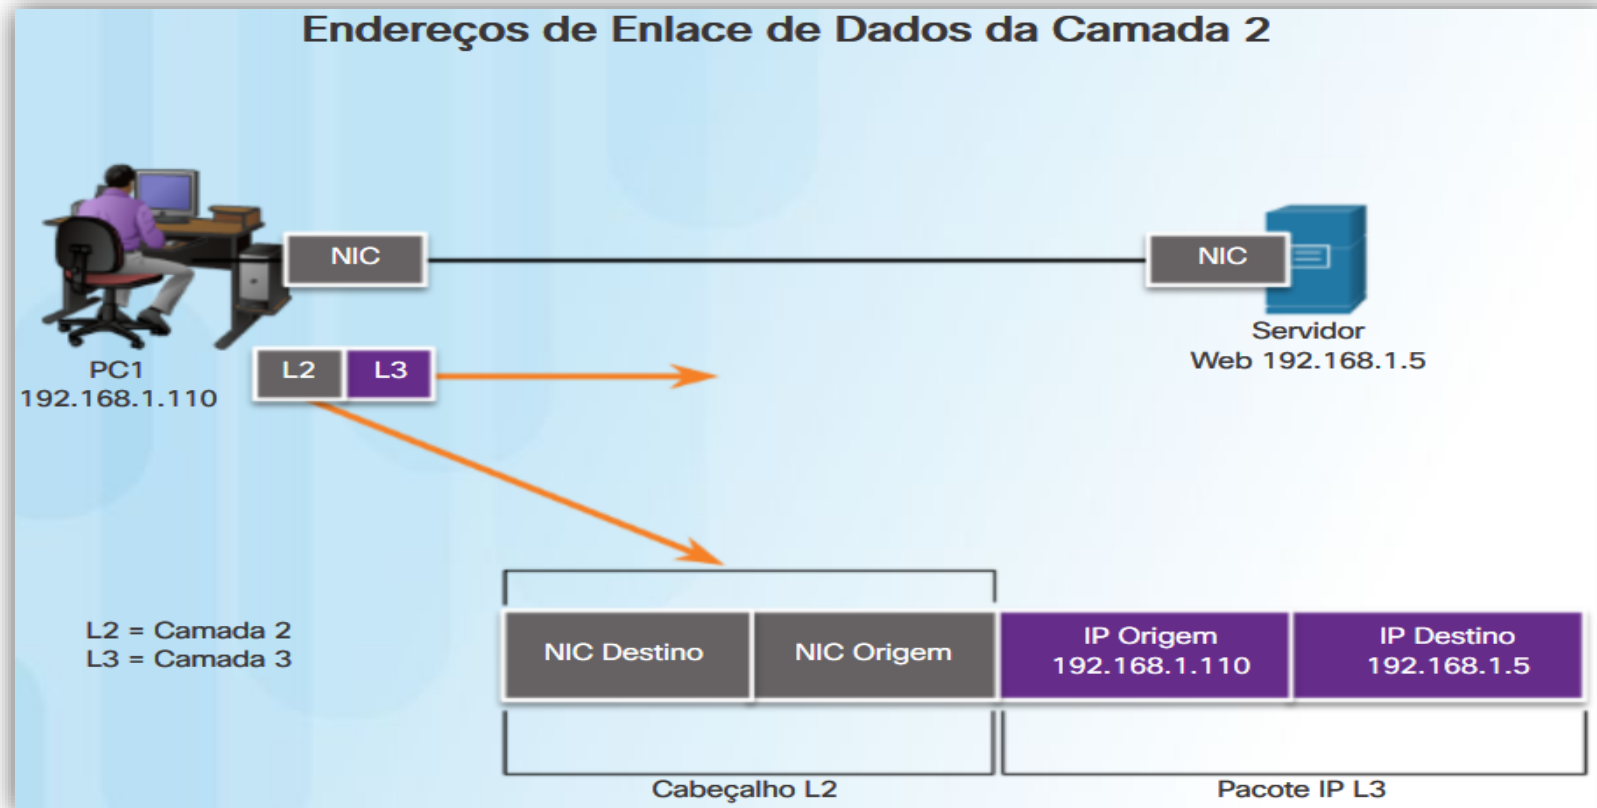 Endereços de Enlace de Dados da Camada 2
NIC
NIC
Servidor
Web 192.168.1.5
PC1
192.168.1.110
L2
L3
L2 = Camada 2
L3 = Camada 3
NIC Destino
NIC Origem
IP Origem
192.168.1.110
IP Destino
192.168.1.5
Cabeçalho L2
Pacote IP L3